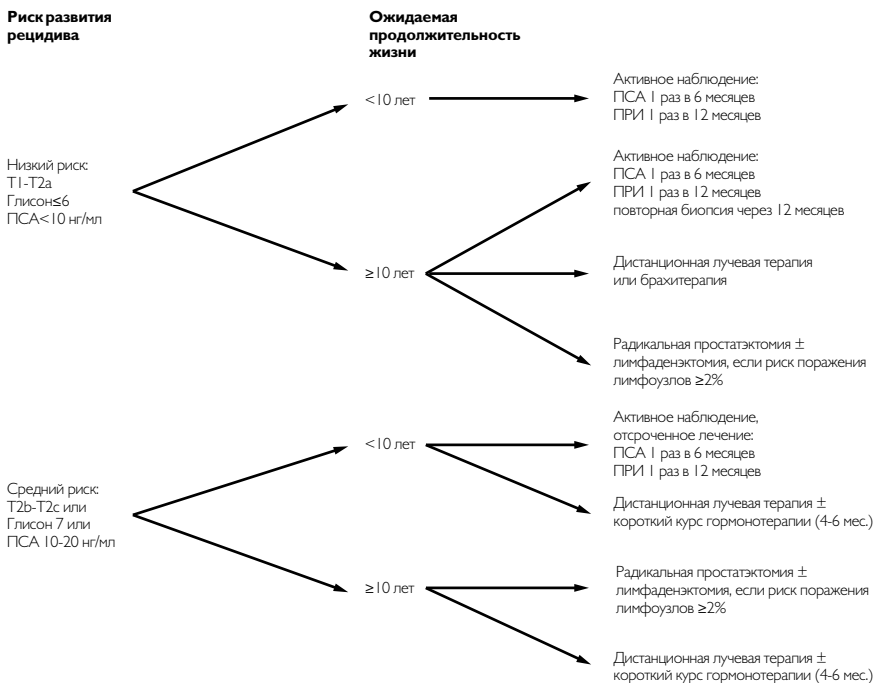 Риск развития
рецидива
Ожидаемая
продолжительность
жизни
Низкий риск:
Т1-Т2а
Глисон≤6
ПСА<10 нг/мл
<10 лет
Активное наблюдение:
ПСА 1 раз в 6 месяцев
ПРИ 1 раз в 12 месяцев
≥10 лет
Активное наблюдение:
ПСА 1 раз в 6 месяцев
ПРИ 1 раз в 12 месяцев
повторная биопсия через 12 месяцев
Дистанционная лучевая терапия
или брахитерапия
Радикальная простатэктомия ±
лимфаденэктомия, если риск поражения
лимфоузлов ≥2%
Средний риск:
T2b-T2c или
Глисон 7 или
ПСА 10-20 нг/мл
<10 лет
Активное наблюдение,
отсроченное лечение:
ПСА 1 раз в 6 месяцев
ПРИ 1 раз в 12 месяцев
Дистанционная лучевая терапия ±
короткий курс гормонотерапии (4-6 мес.)
≥10 лет
Радикальная простатэктомия ±
лимфаденэктомия, если риск поражения
лимфоузлов ≥2%
Дистанционная лучевая терапия ±
короткий курс гормонотерапии (4-6 мес.)